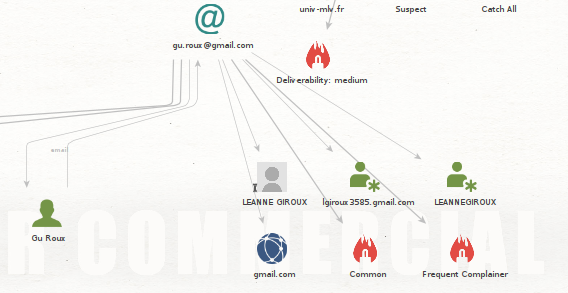 univ-mlv.fr Suspect Catch All
gu.roux@gmail.com
Deliverability: medium
email
LEANNE GIROUX lgiroux3585.gmail.com LEANNEGIROUX
Gu Roux
gmail.com Common Frequent Complainer